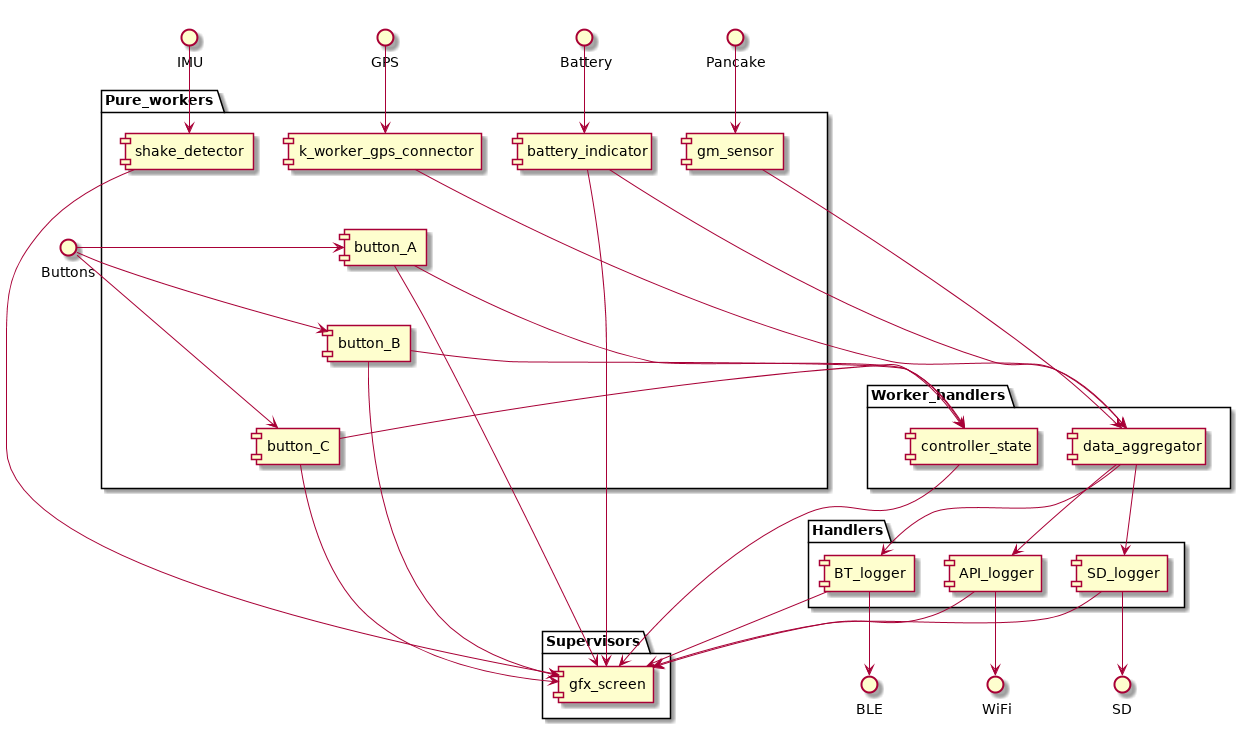 IMU
GPS
Battery
Pancake
Pure_workers
shake_detector
k_worker_gps_connector
battery_indicator
gm_sensor
button_A
Buttons
button_B
Worker_handlers
button_C
controller_state
data_aggregator
Handlers
BT_logger
API_logger
SD_logger
Supervisors
gfx_screen
BLE
WiFi
SD